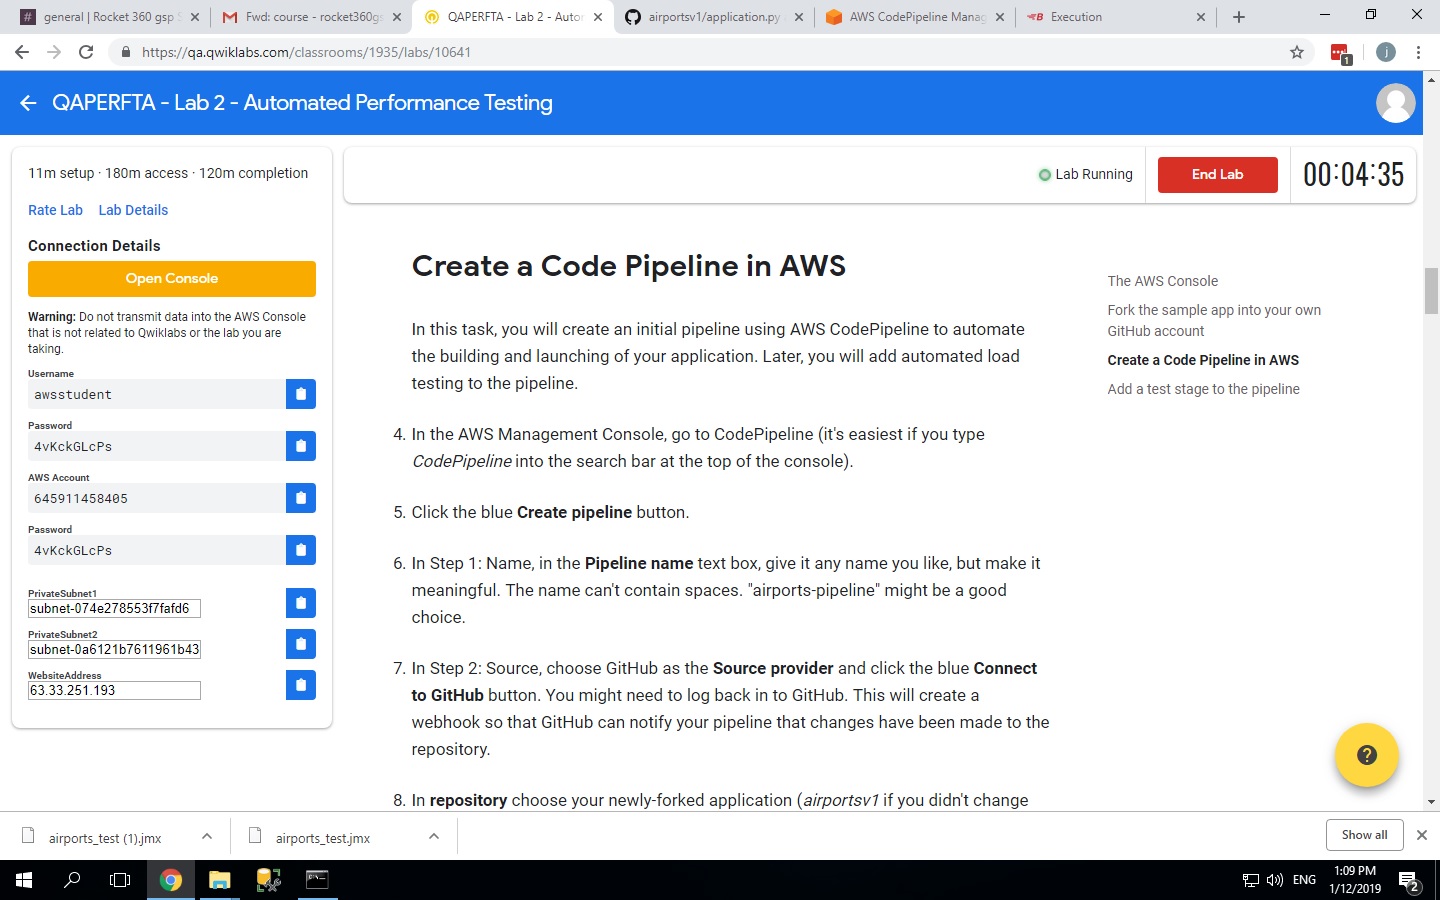 general | Rocket 360 gsp S
Fwd: course - rocket360gs
QAPERFTA - Lab 2 - Autom
airportsv1/application.py
AWS CodePipeline Manag
Execution
https://qa.qwiklabs.com/classrooms/1935/labs/10641
1
j
QAPERFTA - Lab 2 - Automated Performance Testing
11m setup · 180m access · 120m completion
Rate Lab Lab Details
Connection Details
Open Console
Warning: Do not transmit data into the AWS Console
that is not related to Qwiklabs or the lab you are
taking.
Username
awsstudent
Password
4vKckGLcPs
AWS Account
645911458405
Password
4vKckGLcPs
PrivateSubnet1
subnet-074e278553f7fafd6
PrivateSubnet2
subnet-0a6121b7611961b43
WebsiteAddress
63.33.251.193
Lab Running
End Lab
00:04:35
Create a Code Pipeline in AWS
In this task, you will create an initial pipeline using AWS CodePipeline to automate
the building and launching of your application. Later, you will add automated load
testing to the pipeline.
4. In the AWS Management Console, go to CodePipeline (it's easiest if you type
CodePipeline into the search bar at the top of the console).
5. Click the blue Create pipeline button.
6. In Step 1: Name, in the Pipeline name text box, give it any name you like, but make it
meaningful. The name can't contain spaces. "airports-pipeline" might be a good
choice.
7. In Step 2: Source, choose GitHub as the Source provider and click the blue Connect
to GitHub button. You might need to log back in to GitHub. This will create a
webhook so that GitHub can notify your pipeline that changes have been made to the
repository.
8. In repository choose your newly-forked application (airportsv1 if you didn't change
The AWS Console
Fork the sample app into your own
GitHub account
Create a Code Pipeline in AWS
Add a test stage to the pipeline
airports_test (1).jmx
airports_test.jmx
Show all
ENG
1:09 PM
1/12/2019
2